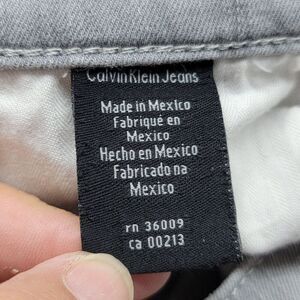 Calvin Klein Jeans
Made in Mexico
Fabriqué en
Mexico
Hecho en Mexico
Fabricado na
Mexico
rn 36009
ca 00213